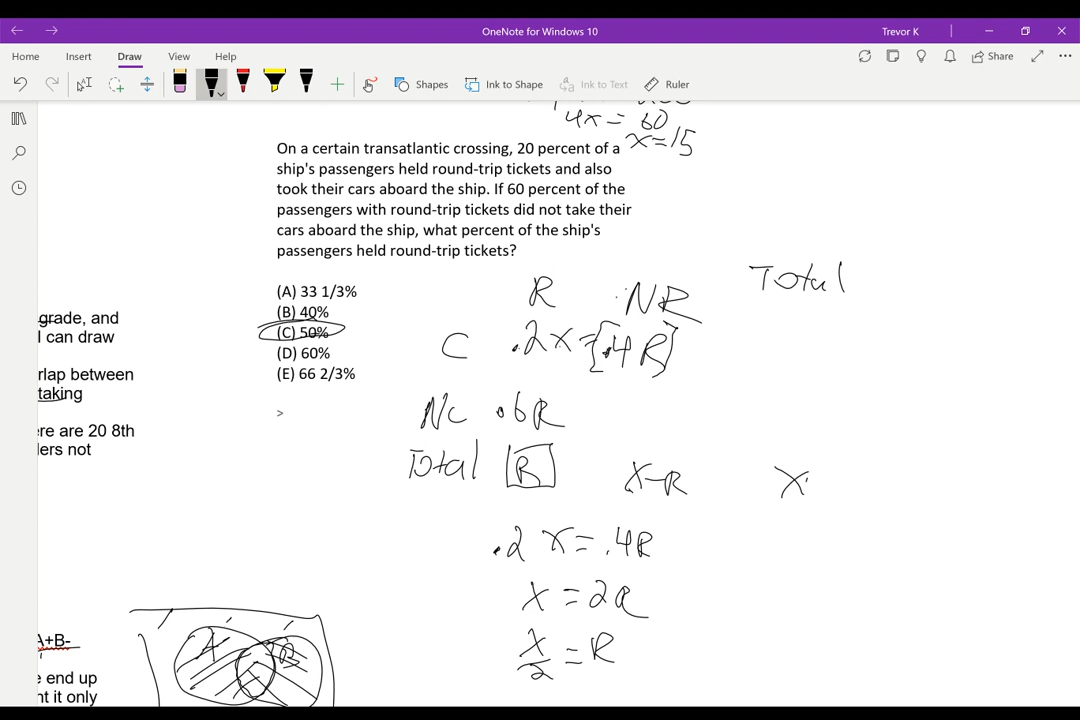 OneNote for Windows 10
Trevor K
Home Insert Draw View Help
Share
Shapes Ink to Shape Ink to Text Ruler
4x = 60
x = 15
On a certain transatlantic crossing, 20 percent of a
ship's passengers held round-trip tickets and also
took their cars aboard the ship. If 60 percent of the
passengers with round-trip tickets did not take their
cars aboard the ship, what percent of the ship's
passengers held round-trip tickets?
(A) 33 1/3%
(B) 40%
(C) 50%
(D) 60%
(E) 66 2/3%
>
grade, and
I can draw
rlap between
taking
ere are 20 8th
lers not
A+B-
e end up
nt it only
R NR Total
C .2x = [.4R]
NC .6R
Total R x-R x
.2x = .4R
x = 2R
x/2 = R
A B